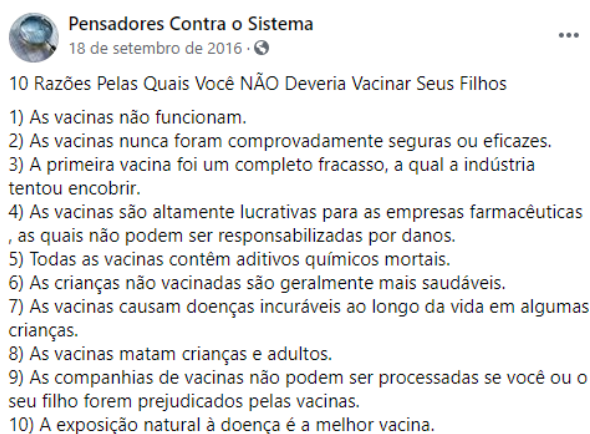 Pensadores Contra o Sistema
18 de setembro de 2016 ·
10 Razões Pelas Quais Você NÃO Deveria Vacinar Seus Filhos
1) As vacinas não funcionam.
2) As vacinas nunca foram comprovadamente seguras ou eficazes.
3) A primeira vacina foi um completo fracasso, a qual a indústria
tentou encobrir.
4) As vacinas são altamente lucrativas para as empresas farmacêuticas
, as quais não podem ser responsabilizadas por danos.
5) Todas as vacinas contêm aditivos químicos mortais.
6) As crianças não vacinadas são geralmente mais saudáveis.
7) As vacinas causam doenças incuráveis ao longo da vida em algumas
crianças.
8) As vacinas matam crianças e adultos.
9) As companhias de vacinas não podem ser processadas se você ou o
seu filho forem prejudicados pelas vacinas.
10) A exposição natural à doença é a melhor vacina.